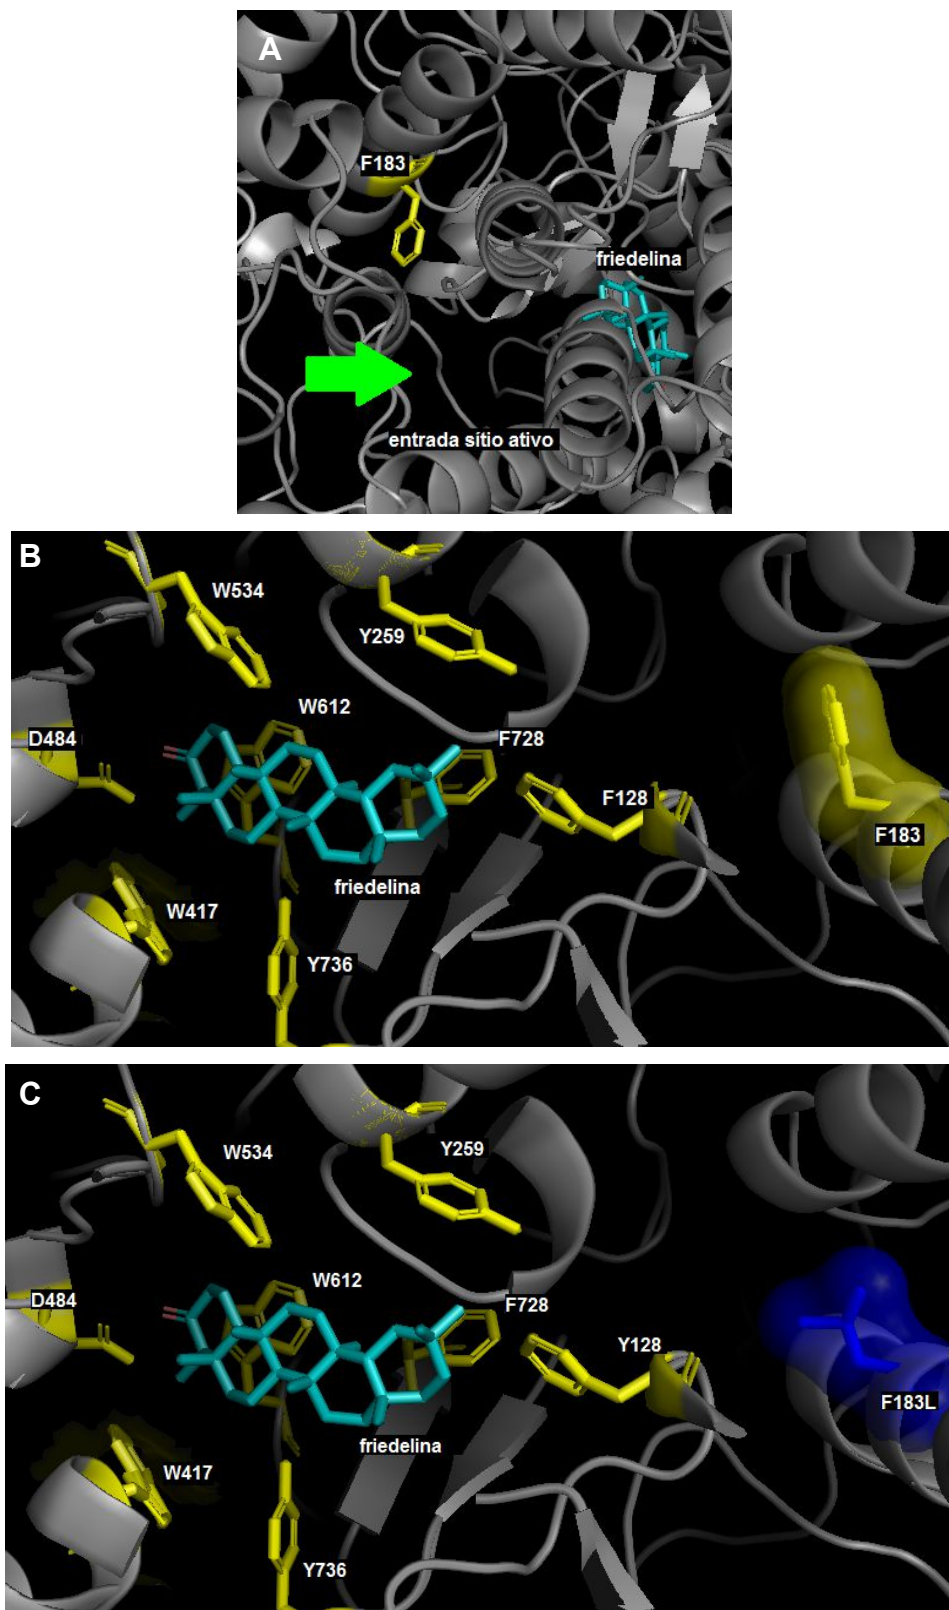 A
F183
friedelina
entrada sítio ativo
B
W534
Y259
W612
D484
F728
F128
F183
friedelina
W417
Y736
C
W534
Y259
W612
D484
F728
Y128
F183L
friedelina
W417
Y736